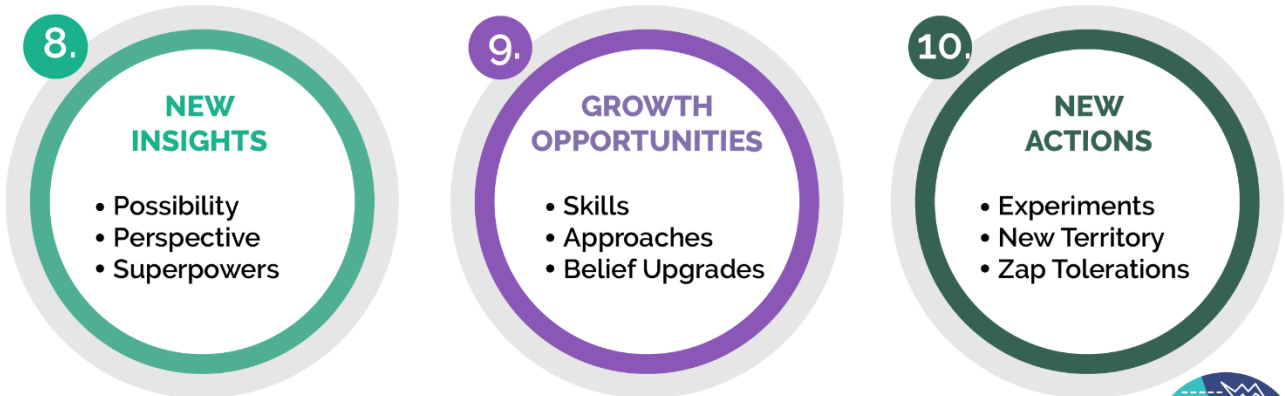 8.
NEW
INSIGHTS
• Possibility
• Perspective
• Superpowers
9.
GROWTH
OPPORTUNITIES
• Skills
• Approaches
• Belief Upgrades
10.
NEW
ACTIONS
• Experiments
• New Territory
• Zap Tolerations